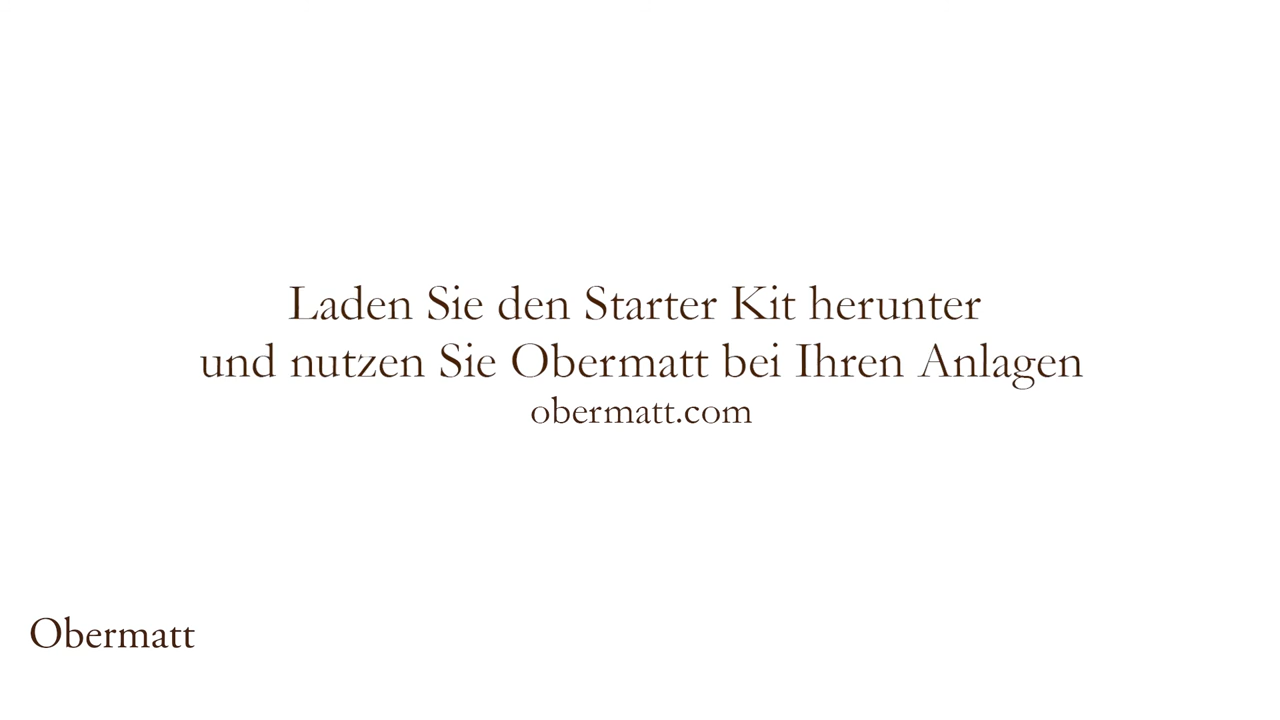 Laden Sie den Starter Kit herunter
und nutzen Sie Obermatt bei Ihren Anlagen
obermatt.com
Obermatt